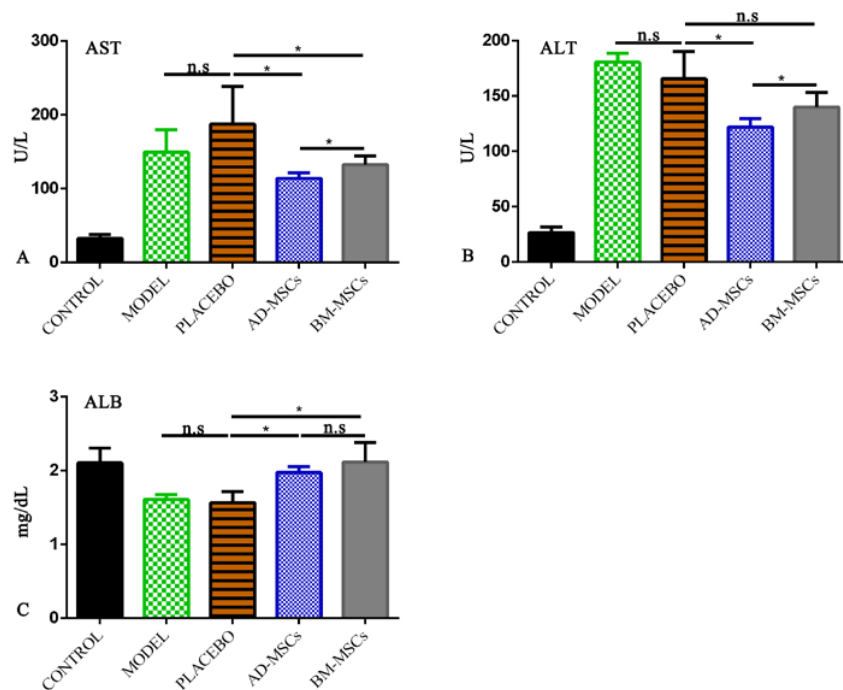 AST
n.s
*
*
*
300
200
100
0
U/L
A
CONTROL
MODEL
PLACEBO
AD-MSCs
BM-MSCs
ALT
n.s
n.s
*
*
200
150
100
50
0
U/L
B
CONTROL
MODEL
PLACEBO
AD-MSCs
BM-MSCs
ALB
n.s
*
*
n.s
3
2
1
0
mg/dL
C
CONTROL
MODEL
PLACEBO
AD-MSCs
BM-MSCs